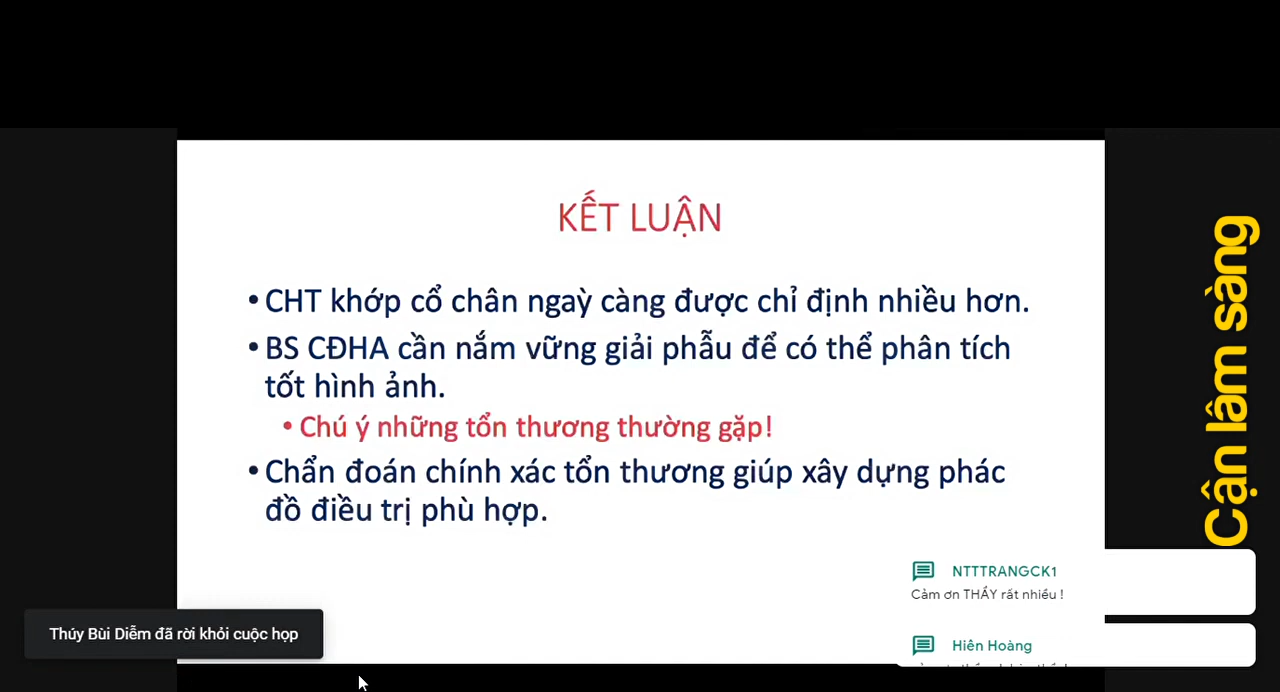 KẾT LUẬN
• CHT khớp cổ chân ngaỳ càng được chỉ định nhiều hơn.
• BS CĐHA cần nắm vững giải phẫu để có thể phân tích
tốt hình ảnh.
• Chú ý những tổn thương thường gặp!
• Chẩn đoán chính xác tổn thương giúp xây dựng phác
đồ điều trị phù hợp.
Cận lâm sàng
NTTTRANGCK1
Cảm ơn THẦY rất nhiều !
Thúy Bùi Diễm đã rời khỏi cuộc họp
Hiên Hoàng